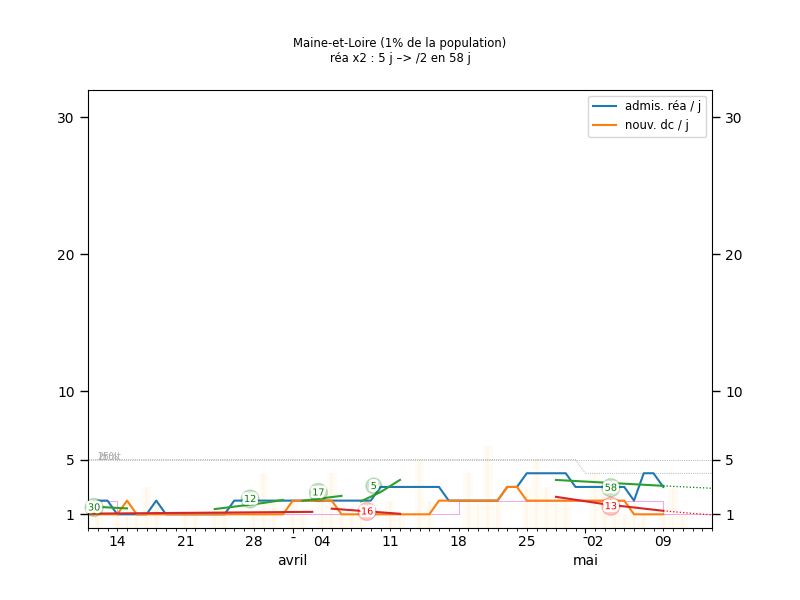 Maine-et-Loire (1% de la population)
réa x2 : 5 j –> /2 en 58 j
admis. réa / j
nouv. dc / j
30 30
20 20
10 10
5 5
1 1
30 12 17 5 16 58 13
14 21 28 04 11 18 25 02 09
avril mai